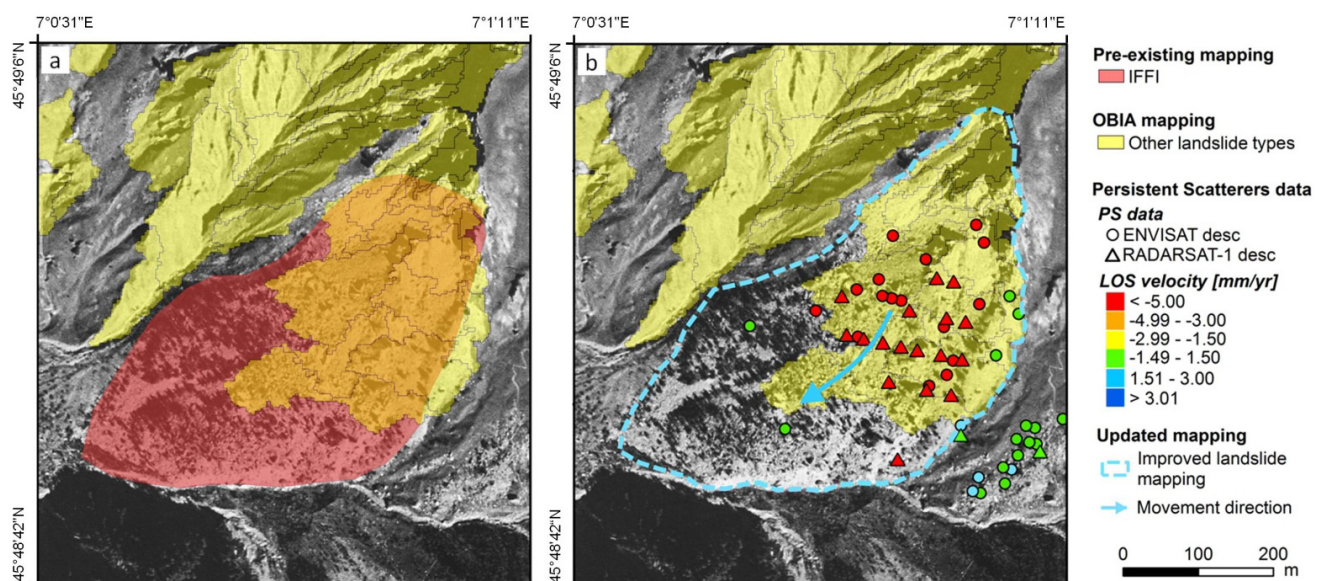 7°0'31"E
7°1'11"E
7°0'31"E
7°1'11"E
45°49'6"N
45°48'42"N
a
45°49'6"N
45°48'42"N
b
Pre-existing mapping
IFFI
OBIA mapping
Other landslide types
Persistent Scatterers data
PS data
ENVISAT desc
RADARSAT-1 desc
LOS velocity [mm/yr]
< -5.00
-4.99 - -3.00
-2.99 - -1.50
-1.49 - 1.50
1.51 - 3.00
> 3.01
Updated mapping
Improved landslide
mapping
Movement direction
0 100 200
m